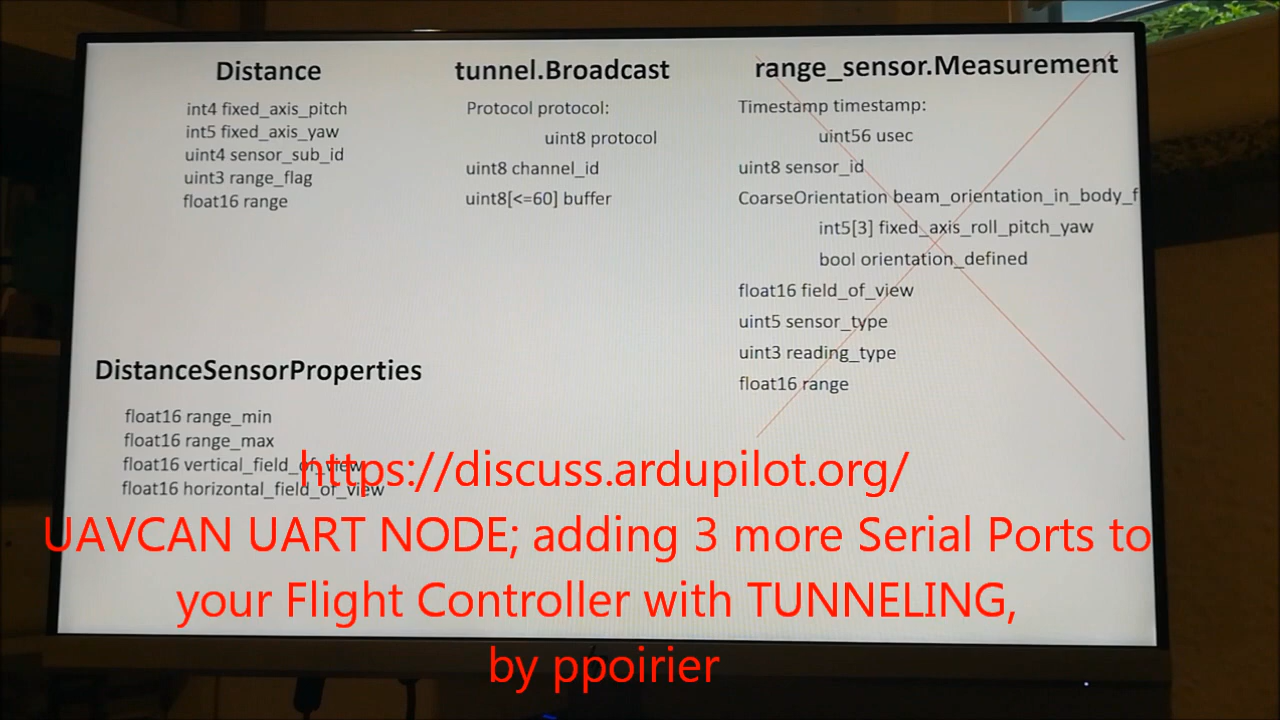 Distance
int4 fixed_axis_pitch
int5 fixed_axis_yaw
uint4 sensor_sub_id
uint3 range_flag
float16 range
tunnel.Broadcast
Protocol protocol:
uint8 protocol
uint8 channel_id
uint8[<=60] buffer
range_sensor.Measurement
Timestamp timestamp:
uint56 usec
uint8 sensor_id
CoarseOrientation beam_orientation_in_body_f
int5[3] fixed_axis_roll_pitch_yaw
bool orientation_defined
float16 field_of_view
uint5 sensor_type
uint3 reading_type
float16 range
DistanceSensorProperties
float16 range_min
float16 range_max
float16 vertical_field_of_view
float16 horizontal_field_of_view
https://discuss.ardupilot.org/
UAVCAN UART NODE; adding 3 more Serial Ports to
your Flight Controller with TUNNELING,
by ppoirier